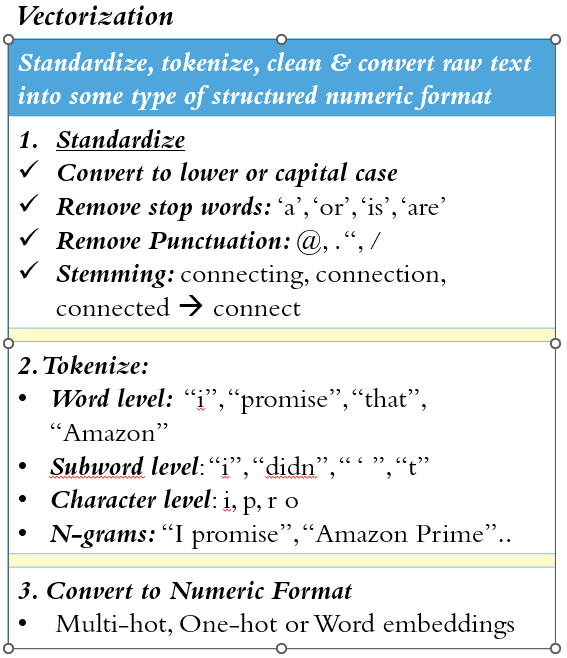 Vectorization
Standardize, tokenize, clean & convert raw text
into some type of structured numeric format
1. Standardize
✓ Convert to lower or capital case
✓ Remove stop words: ‘a’, ‘or’, ‘is’, ‘are’
✓ Remove Punctuation: @, . “, /
✓ Stemming: connecting, connection,
connected → connect
2. Tokenize:
• Word level: “i”, “promise”, “that”,
“Amazon”
• Subword level: “i”, “didn”, “ ‘ ”, “t”
• Character level: i, p, r o
• N-grams: “I promise”, “Amazon Prime”..
3. Convert to Numeric Format
• Multi-hot, One-hot or Word embeddings